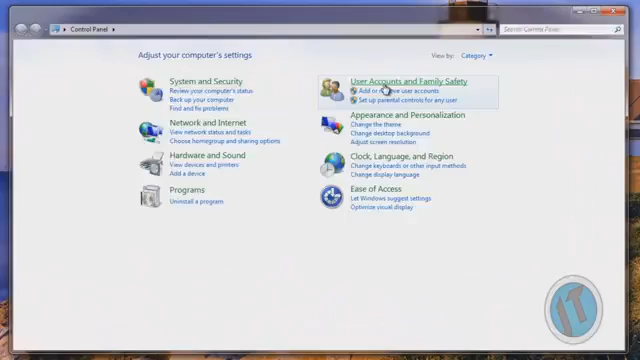 Control Panel
Search Control Panel
Adjust your computer's settings
View by: Category
System and Security
Review your computer's status
Back up your computer
Find and fix problems
Network and Internet
View network status and tasks
Choose homegroup and sharing options
Hardware and Sound
View devices and printers
Add a device
Programs
Uninstall a program
User Accounts and Family Safety
Add or remove user accounts
Set up parental controls for any user
Appearance and Personalization
Change the theme
Change desktop background
Adjust screen resolution
Clock, Language, and Region
Change keyboards or other input methods
Change display language
Ease of Access
Let Windows suggest settings
Optimize visual display
IT